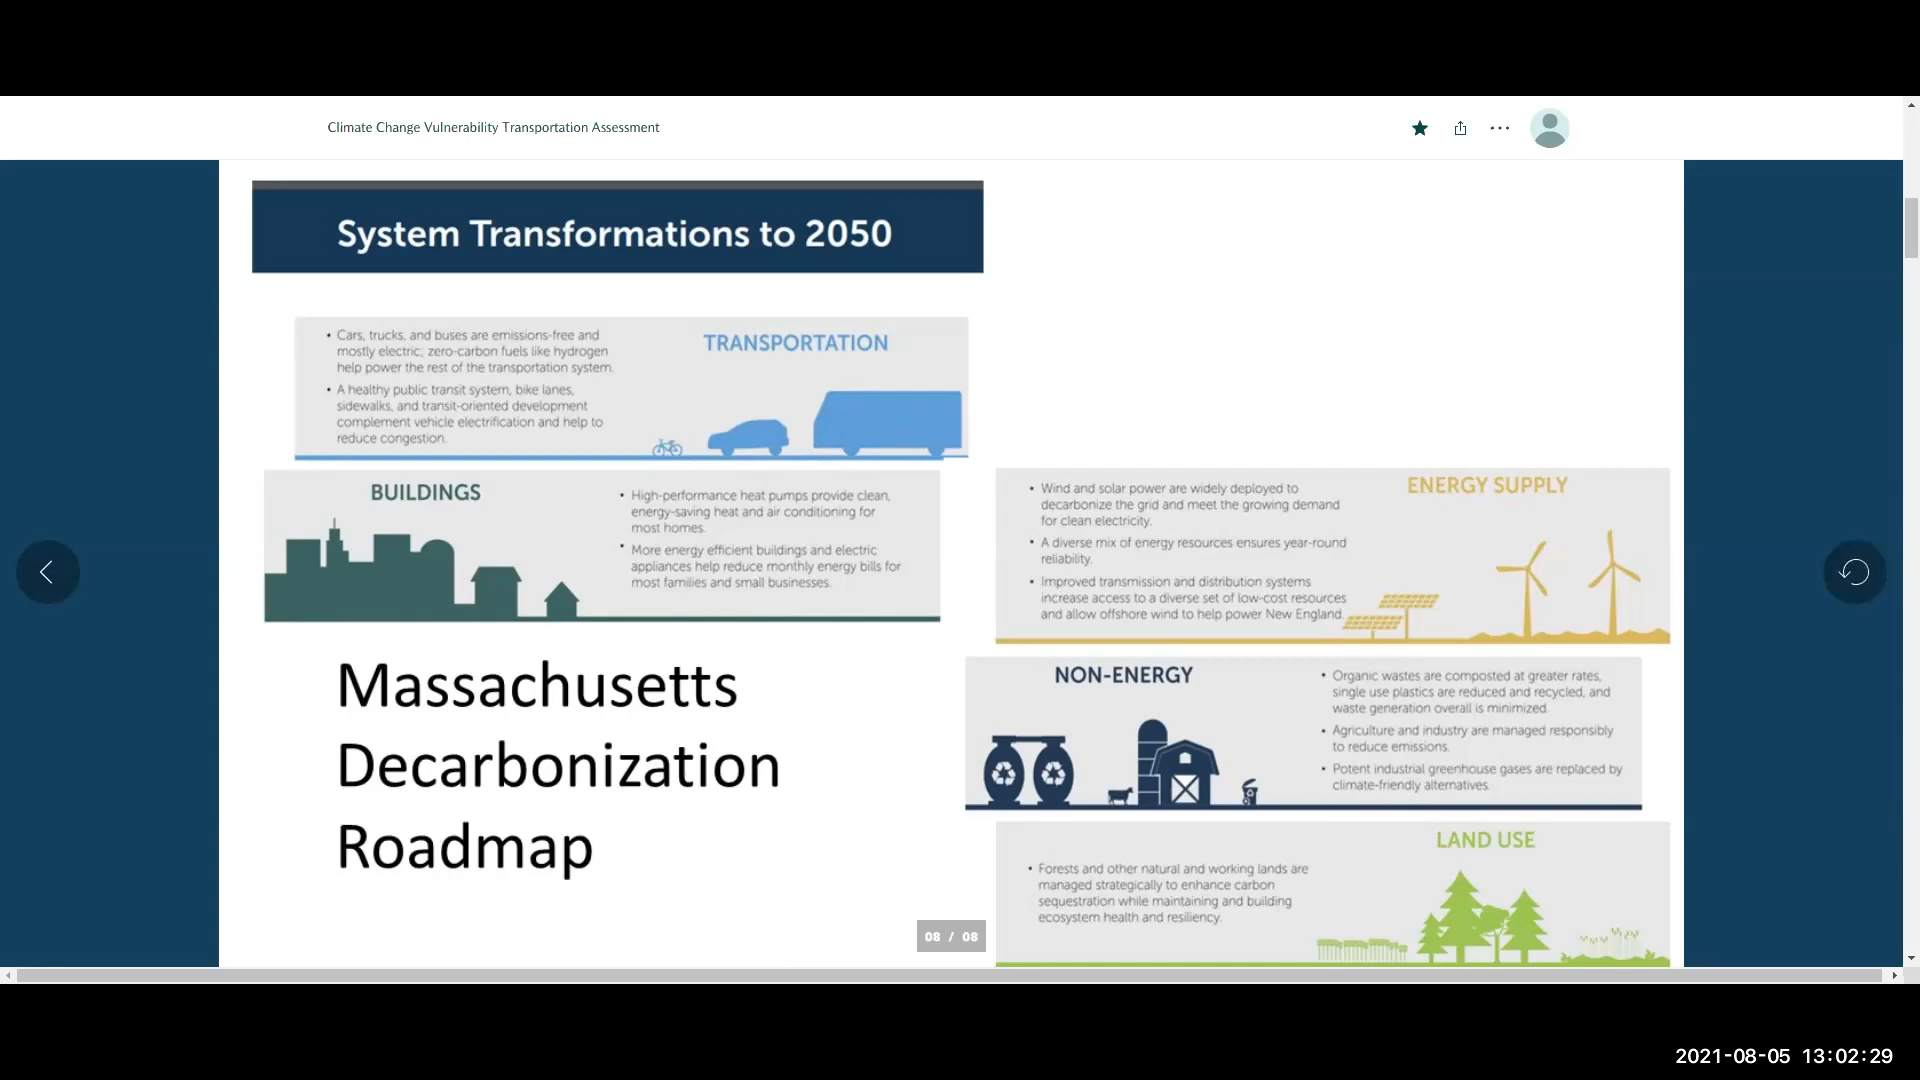 Climate Change Vulnerability Transportation Assessment
System Transformations to 2050
• Cars, trucks, and buses are emissions-free and
mostly electric; zero-carbon fuels like hydrogen
help power the rest of the transportation system.
• A healthy public transit system, bike lanes,
sidewalks, and transit-oriented development
complement vehicle electrification and help to
reduce congestion.
TRANSPORTATION
BUILDINGS
• High-performance heat pumps provide clean,
energy-saving heat and air conditioning for
most homes.
• More energy efficient buildings and electric
appliances help reduce monthly energy bills for
most families and small businesses.
Massachusetts
Decarbonization
Roadmap
• Wind and solar power are widely deployed to
decarbonize the grid and meet the growing demand
for clean electricity.
• A diverse mix of energy resources ensures year-round
reliability.
• Improved transmission and distribution systems
increase access to a diverse set of low-cost resources
and allow offshore wind to help power New England.
ENERGY SUPPLY
NON-ENERGY
• Organic wastes are composted at greater rates,
single use plastics are reduced and recycled, and
waste generation overall is minimized.
• Agriculture and industry are managed responsibly
to reduce emissions.
• Potent industrial greenhouse gases are replaced by
climate-friendly alternatives.
LAND USE
• Forests and other natural and working lands are
managed strategically to enhance carbon
sequestration while maintaining and building
ecosystem health and resiliency.
08 / 08
2021-08-05 13:02:29